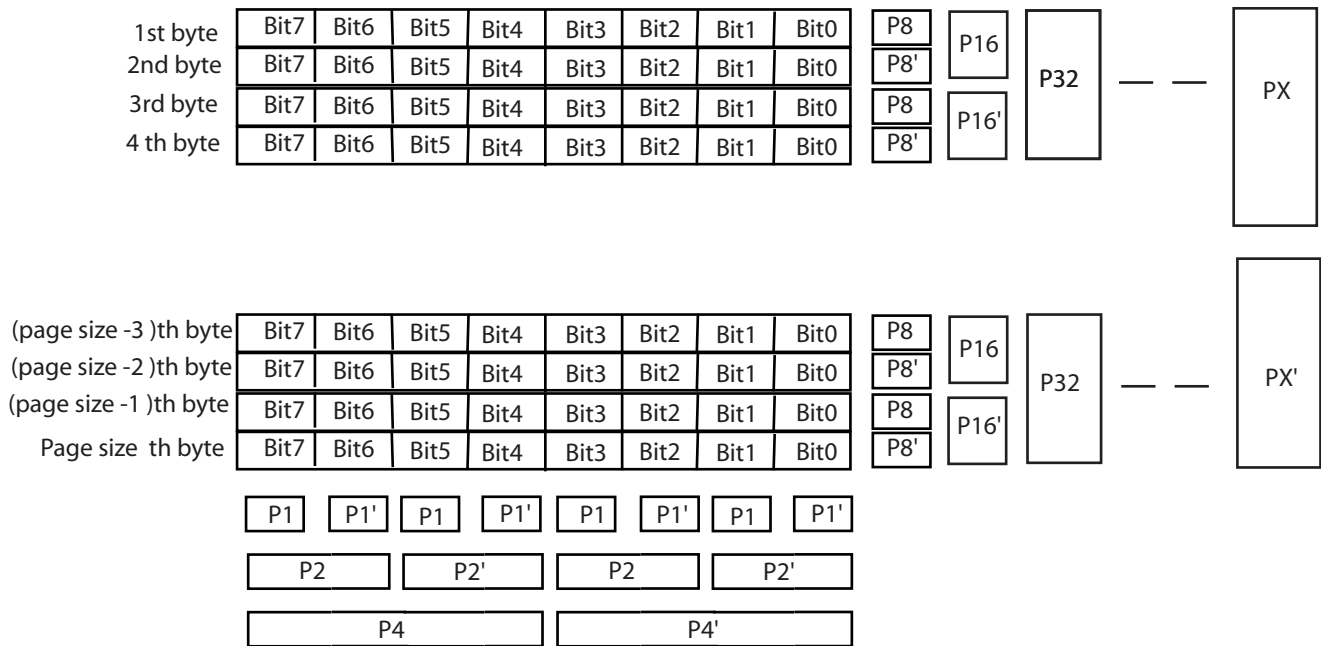 1st byte Bit7 Bit6 Bit5 Bit4 Bit3 Bit2 Bit1 Bit0 P8 P16 P32 PX
2nd byte Bit7 Bit6 Bit5 Bit4 Bit3 Bit2 Bit1 Bit0 P8'
3rd byte Bit7 Bit6 Bit5 Bit4 Bit3 Bit2 Bit1 Bit0 P8 P16'
4 th byte Bit7 Bit6 Bit5 Bit4 Bit3 Bit2 Bit1 Bit0 P8'
(page size -3 )th byte Bit7 Bit6 Bit5 Bit4 Bit3 Bit2 Bit1 Bit0 P8 P16 P32 PX'
(page size -2 )th byte Bit7 Bit6 Bit5 Bit4 Bit3 Bit2 Bit1 Bit0 P8'
(page size -1 )th byte Bit7 Bit6 Bit5 Bit4 Bit3 Bit2 Bit1 Bit0 P8 P16'
Page size th byte Bit7 Bit6 Bit5 Bit4 Bit3 Bit2 Bit1 Bit0 P8'
P1 P1' P1 P1' P1 P1' P1 P1'
P2 P2' P2 P2'
P4 P4'